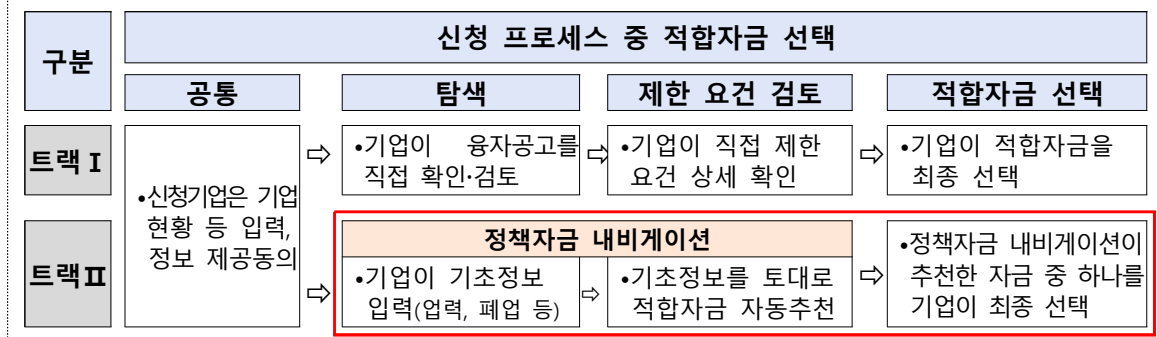 구분
신청 프로세스 중 적합자금 선택
공통
탐색
제한 요건 검토
적합자금 선택
트랙 I
•신청기업은 기업
현황 등 입력,
정보 제공동의
⇨
•기업이 융자공고를
직접 확인·검토
⇨
•기업이 직접 제한
요건 상세 확인
⇨
•기업이 적합자금을
최종 선택
트랙Ⅱ
⇨
정책자금 내비게이션
•기업이 기초정보
입력(업력, 폐업 등)
⇨
•기초정보를 토대로
적합자금 자동추천
⇨
•정책자금 내비게이션이
추천한 자금 중 하나를
기업이 최종 선택